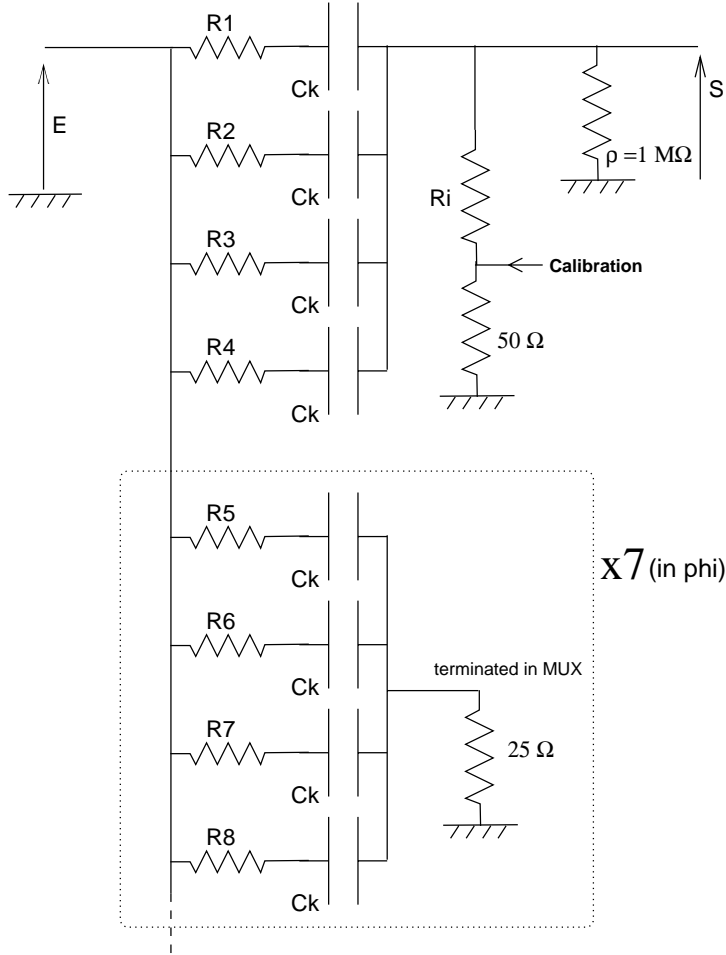 R1
Ck
E
S
R2
ρ =1 MΩ
Ck
Ri
R3
Calibration
Ck
R4
50 Ω
Ck
R5
x7 (in phi)
Ck
R6
terminated in MUX
Ck
R7
25 Ω
Ck
R8
Ck